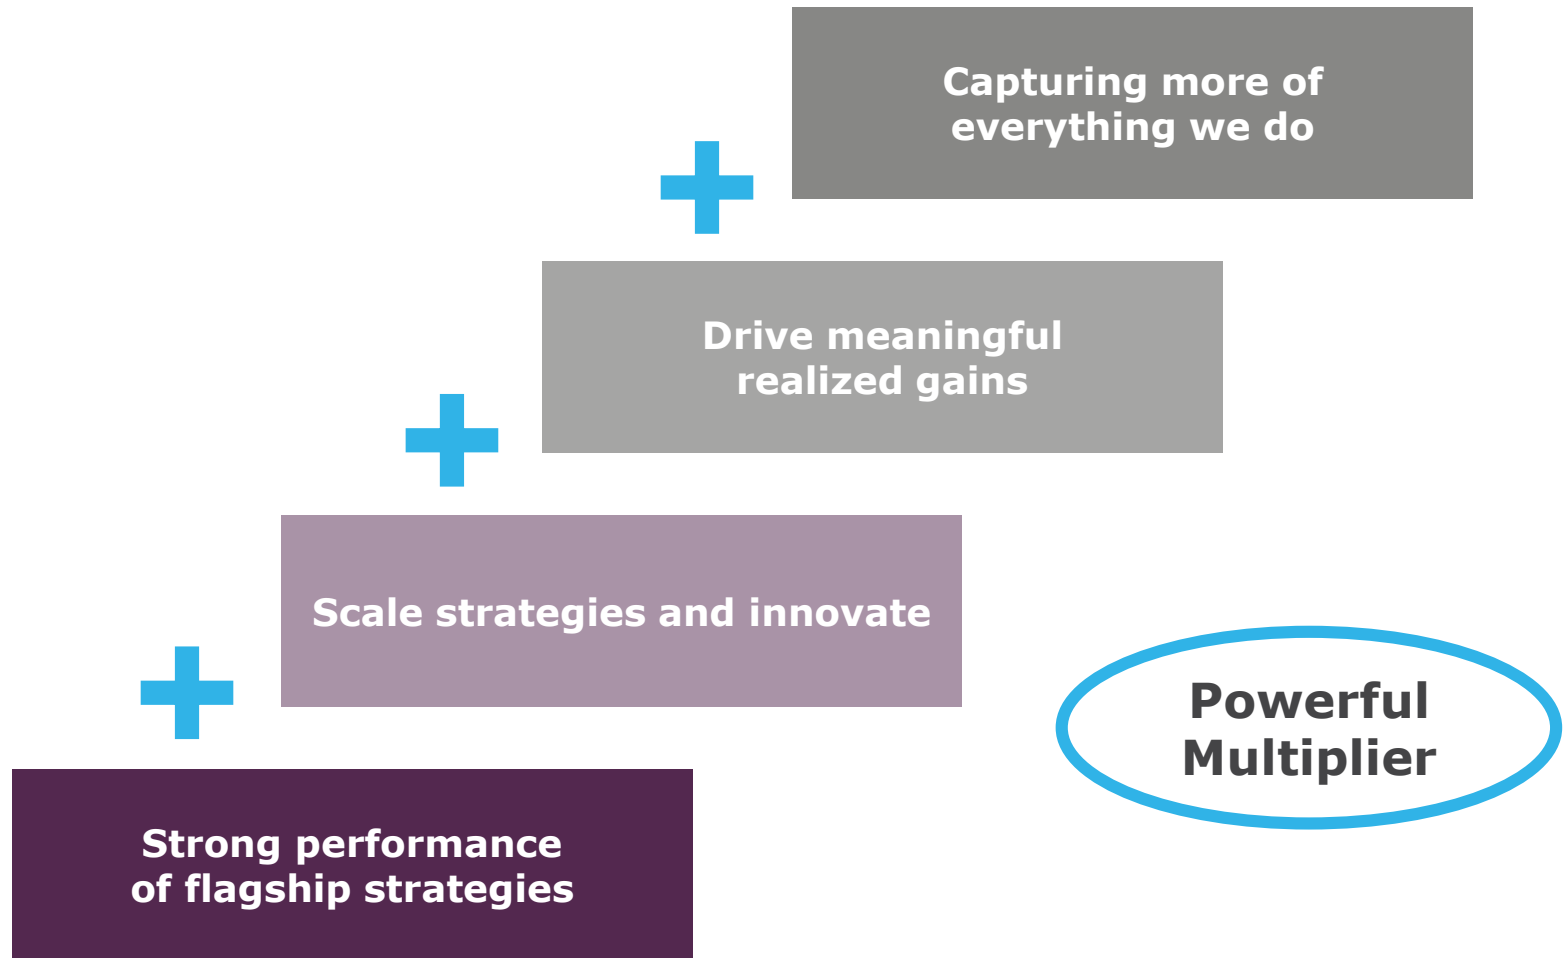 Capturing more of
everything we do
Drive meaningful
realized gains
Scale strategies and innovate
Powerful
Multiplier
Strong performance
of flagship strategies